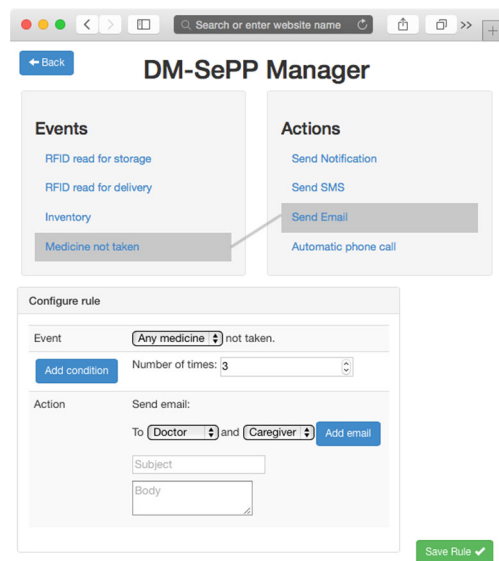 Search or enter website name
Back
DM-SePP Manager
Events
RFID read for storage
RFID read for delivery
Inventory
Medicine not taken
Actions
Send Notification
Send SMS
Send Email
Automatic phone call
Configure rule
Event Any medicine not taken.
Add condition Number of times: 3
Action Send email:
To Doctor and Caregiver Add email
Subject
Body
Save Rule